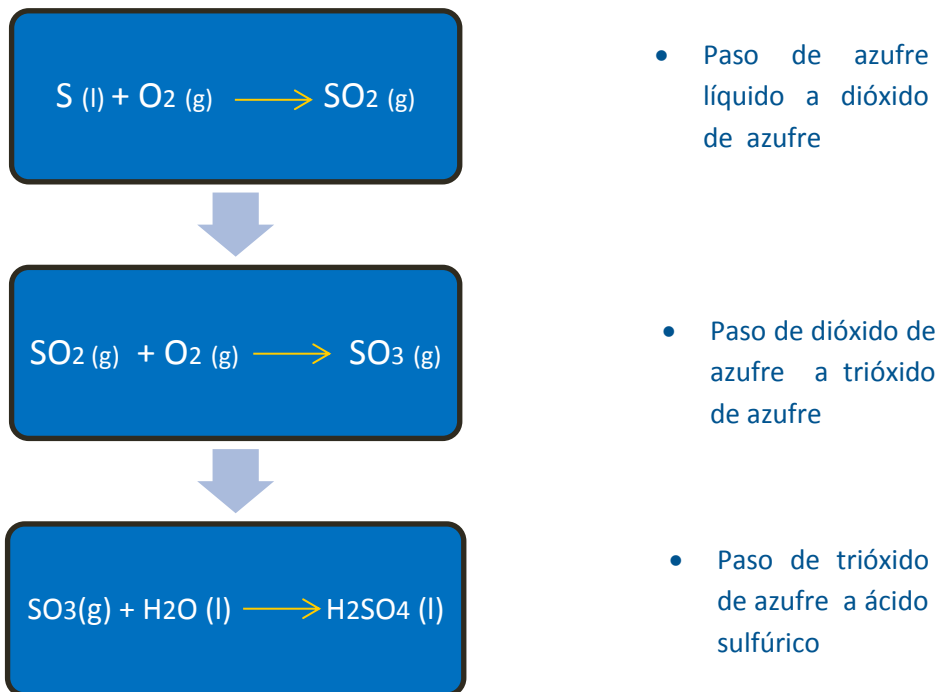 S (l) + O2 (g) ⟶ SO2 (g)
• Paso de azufre
líquido a dióxido
de azufre
SO2 (g) + O2 (g) ⟶ SO3 (g)
• Paso de dióxido de
azufre a trióxido
de azufre
SO3(g) + H2O (l) ⟶ H2SO4 (l)
• Paso de trióxido
de azufre a ácido
sulfúrico